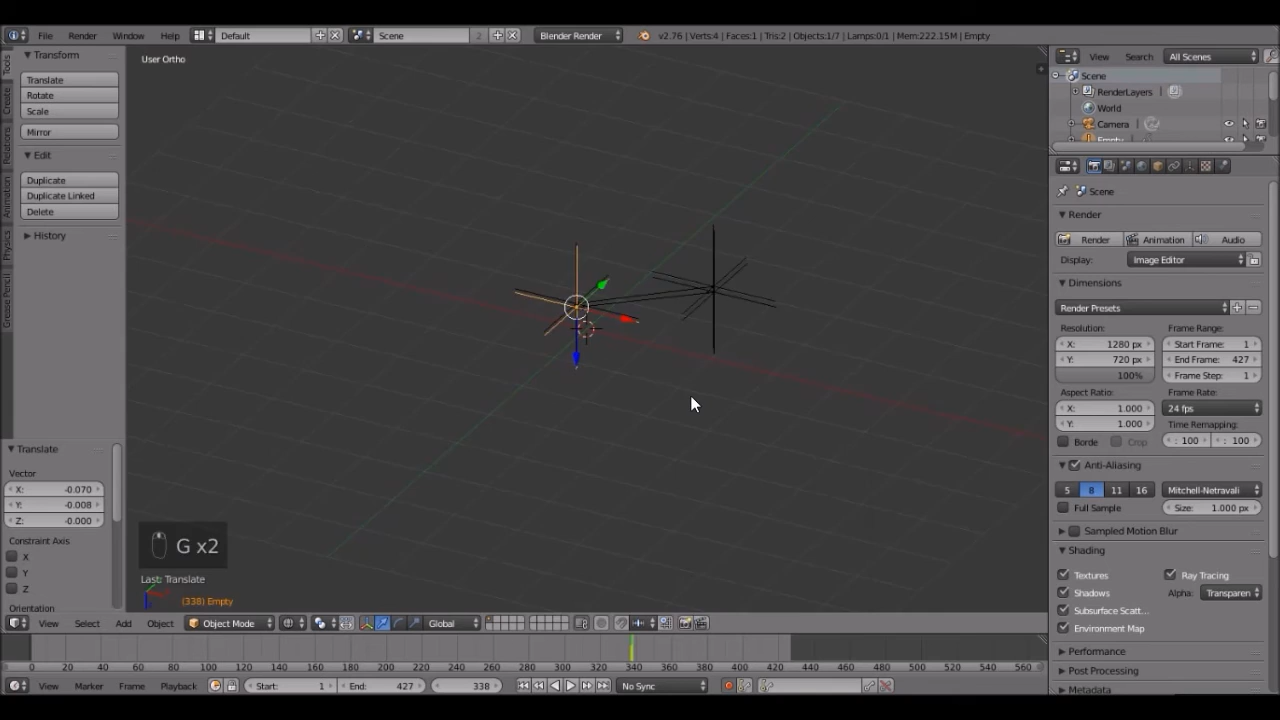 File Render Window Help Default Scene 2 Blender Render v2.76 | Verts:4 | Faces:1 | Tris:2 | Objects:1/7 | Lamps:0/1 | Mem:222.15M | Empty
Tools
Create
Relations
Animation
Physics
Grease Pencil
Transform
Translate
Rotate
Scale
Mirror
Edit
Duplicate
Duplicate Linked
Delete
History
Translate
Vector
X: -0.070
Y: -0.008
Z: -0.000
Constraint Axis
X
Y
Z
Orientation
User Ortho
G x2
Last: Translate
(338) Empty
View Select Add Object Object Mode Global
0 20 40 60 80 100 120 140 160 180 200 220 240 260 280 300 320 340 360 380 400 420 440 460 480 500 520 540 560
View Marker Frame Playback Start: 1 End: 427 338 No Sync
View Search All Scenes
Scene
RenderLayers
World
Camera
Empty
Scene
Render
Render Animation Audio
Display: Image Editor
Dimensions
Render Presets
Resolution: Frame Range:
X: 1280 px Start Frame: 1
Y: 720 px End Frame: 427
100% Frame Step: 1
Aspect Ratio: Frame Rate:
X: 1.000 24 fps
Y: 1.000 Time Remapping:
Borde Crop : 100 : 100
Anti-Aliasing
5 8 11 16 Mitchell-Netravali
Full Sample Size: 1.000 px
Sampled Motion Blur
Shading
Textures Ray Tracing
Shadows Alpha: Transparen
Subsurface Scatt...
Environment Map
Performance
Post Processing
Metadata